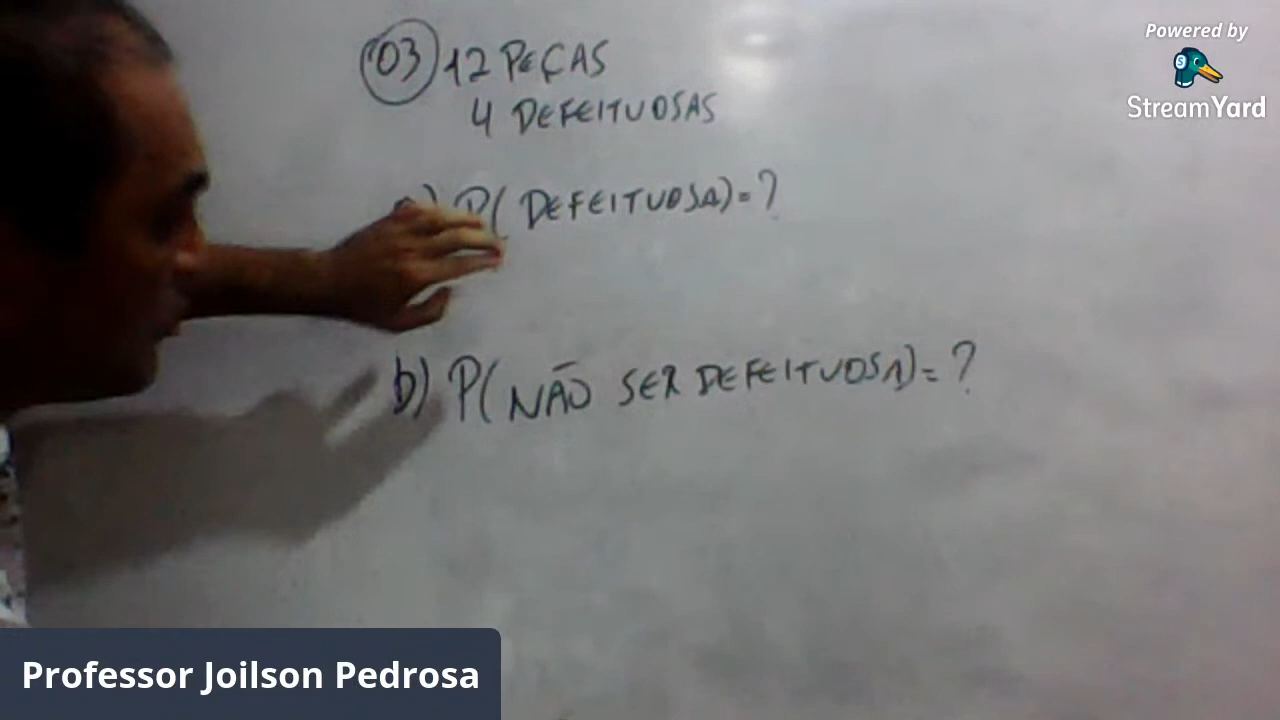 03 12 PEÇAS
4 DEFEITUOSAS
a) P( DEFEITUOSA) = ?
b) P( NÃO SER DEFEITUOSA) = ?
Powered by
StreamYard
Professor Joilson Pedrosa